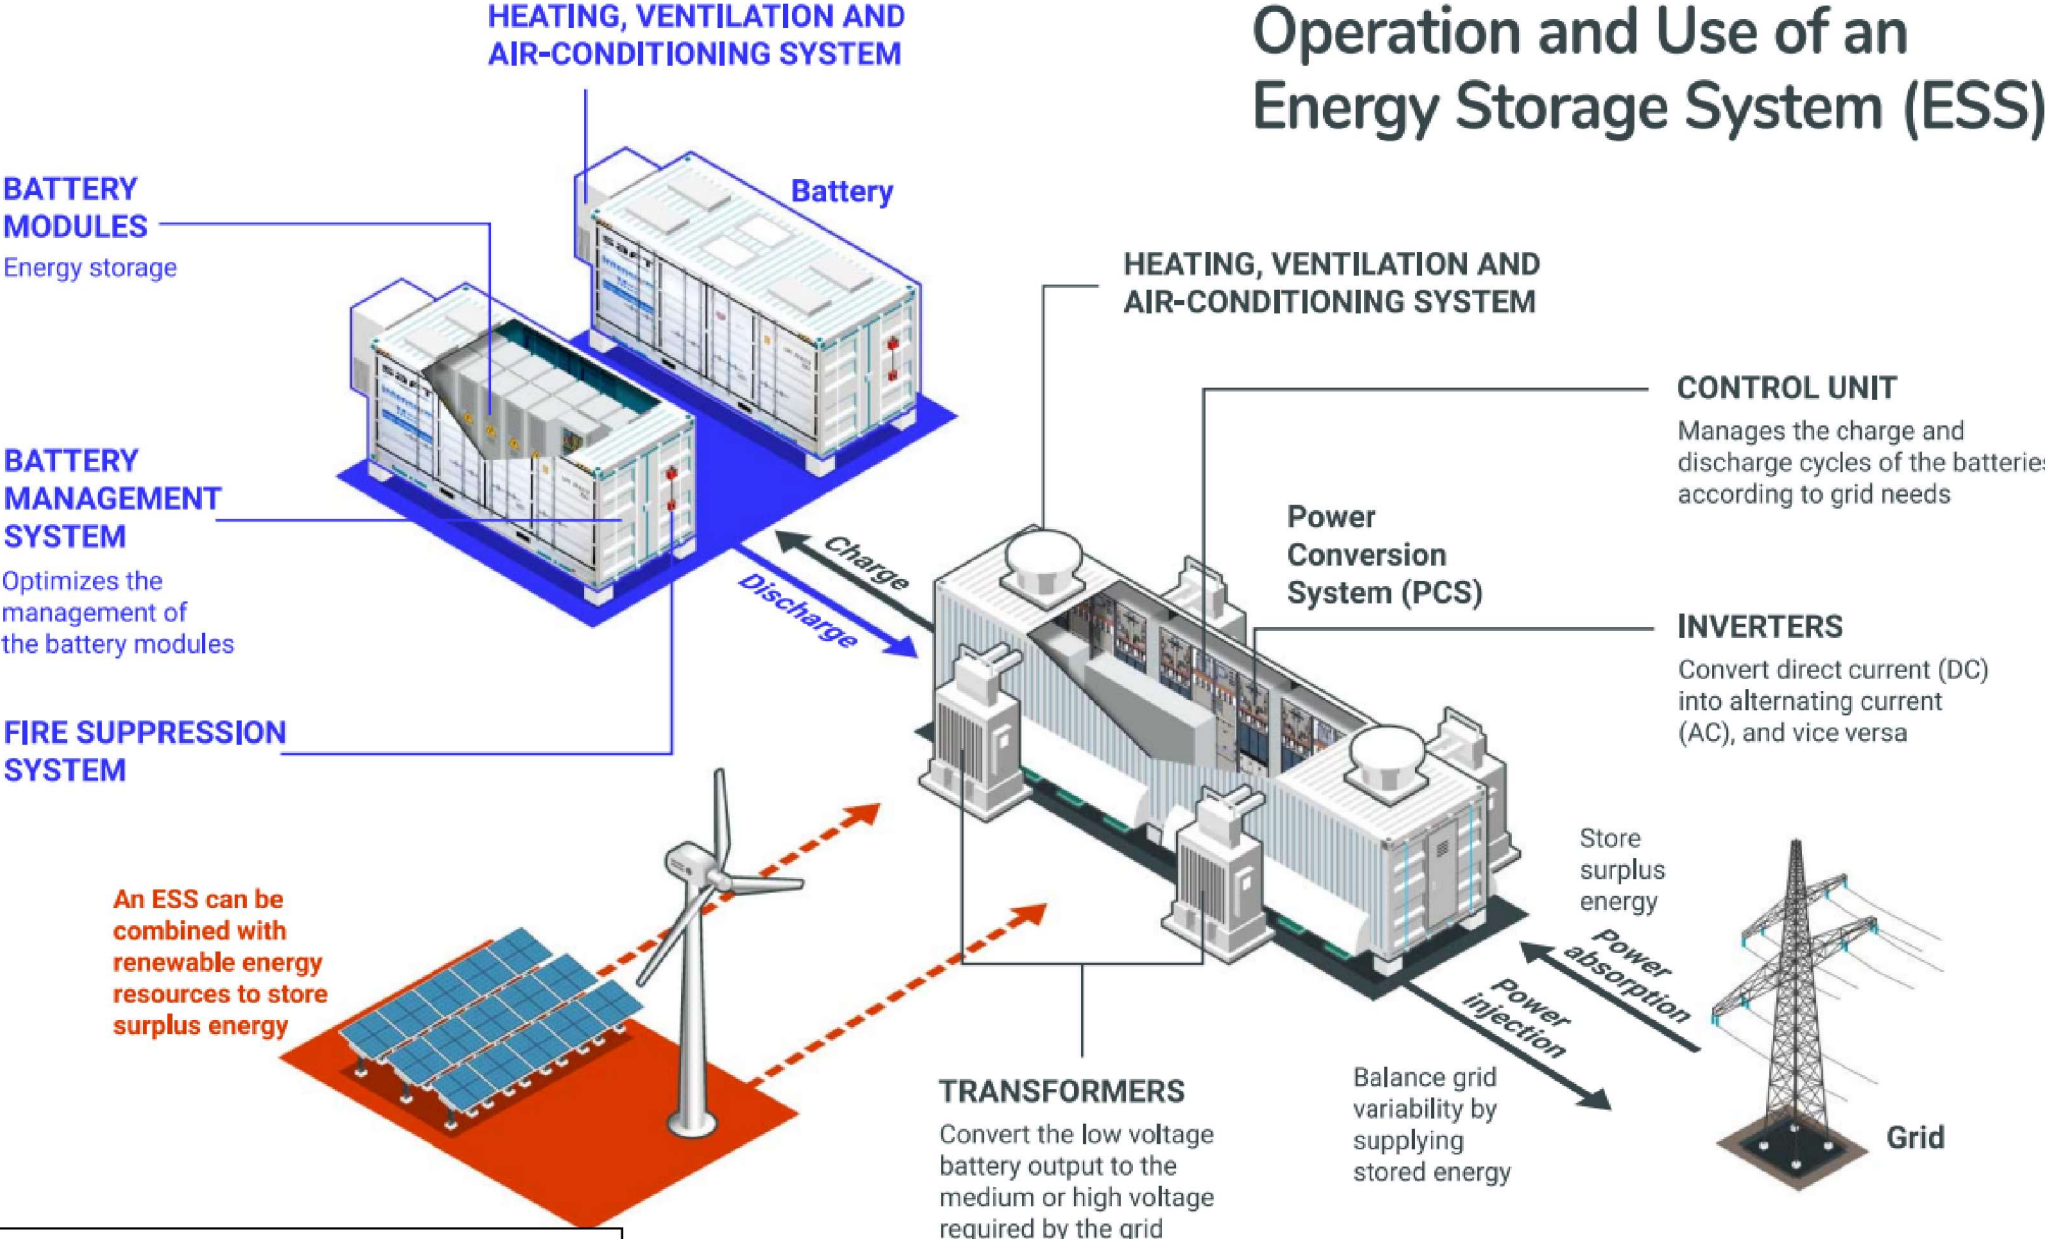 Operation and Use of an
Energy Storage System (ESS)
HEATING, VENTILATION AND
AIR-CONDITIONING SYSTEM
Battery
BATTERY
MODULES
Energy storage
saft
saft
BATTERY
MANAGEMENT
SYSTEM
Optimizes the
management of
the battery modules
FIRE SUPPRESSION
SYSTEM
HEATING, VENTILATION AND
AIR-CONDITIONING SYSTEM
CONTROL UNIT
Manages the charge and
discharge cycles of the batteries
according to grid needs
Power
Conversion
System (PCS)
INVERTERS
Convert direct current (DC)
into alternating current
(AC), and vice versa
Charge
Discharge
An ESS can be
combined with
renewable energy
resources to store
surplus energy
Store
surplus
energy
Power
absorption
Power
injection
Balance grid
variability by
supplying
stored energy
Grid
TRANSFORMERS
Convert the low voltage
battery output to the
medium or high voltage
required by the grid